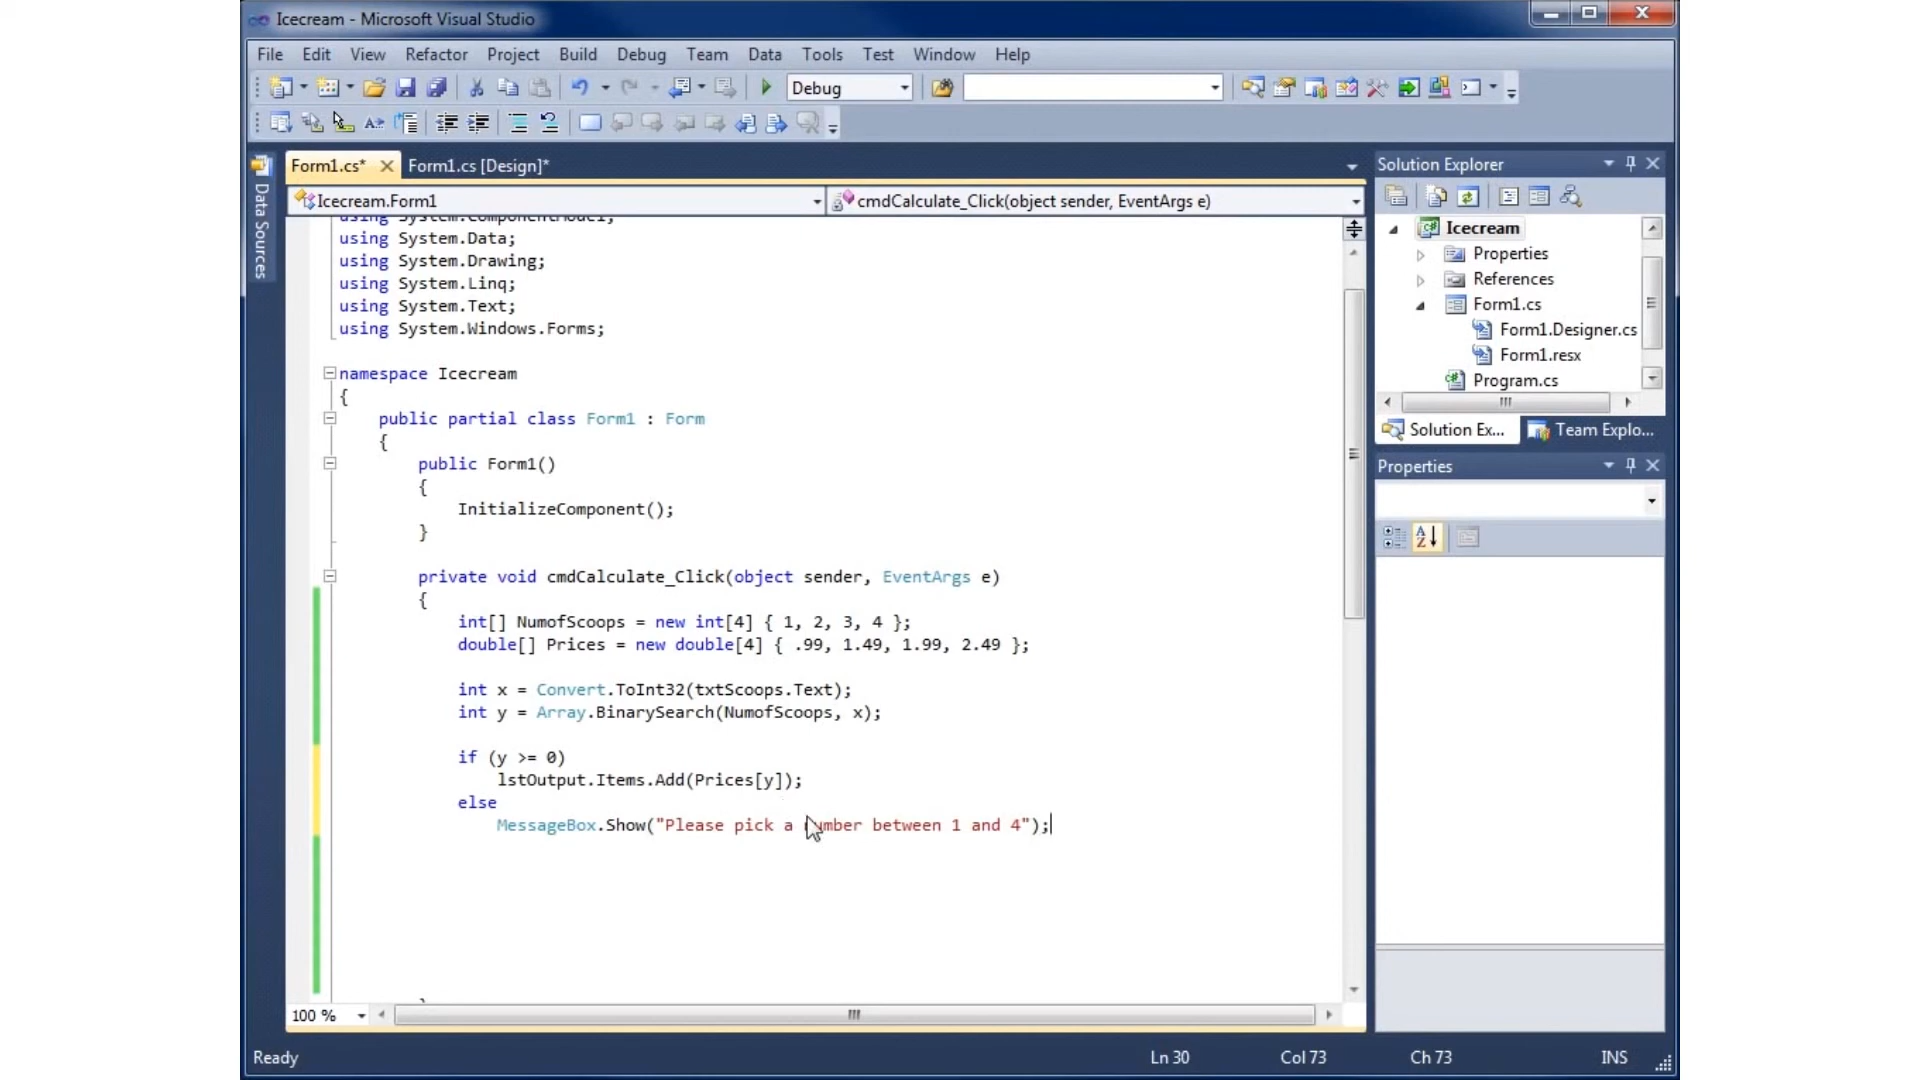 Icecream - Microsoft Visual Studio
File Edit View Refactor Project Build Debug Team Data Tools Test Window Help
Debug
Data Sources
Form1.cs* Form1.cs [Design]*
Icecream.Form1 cmdCalculate_Click(object sender, EventArgs e)
using System.ComponentModel;
using System.Data;
using System.Drawing;
using System.Linq;
using System.Text;
using System.Windows.Forms;
namespace Icecream
{
public partial class Form1 : Form
{
public Form1()
{
InitializeComponent();
}
private void cmdCalculate_Click(object sender, EventArgs e)
{
int[] NumofScoops = new int[4] { 1, 2, 3, 4 };
double[] Prices = new double[4] { .99, 1.49, 1.99, 2.49 };
int x = Convert.ToInt32(txtScoops.Text);
int y = Array.BinarySearch(NumofScoops, x);
if (y >= 0)
lstOutput.Items.Add(Prices[y]);
else
MessageBox.Show("Please pick a number between 1 and 4");
100 %
Solution Explorer
Icecream
Properties
References
Form1.cs
Form1.Designer.cs
Form1.resx
Program.cs
Solution Ex... Team Explo...
Properties
Ready Ln 30 Col 73 Ch 73 INS